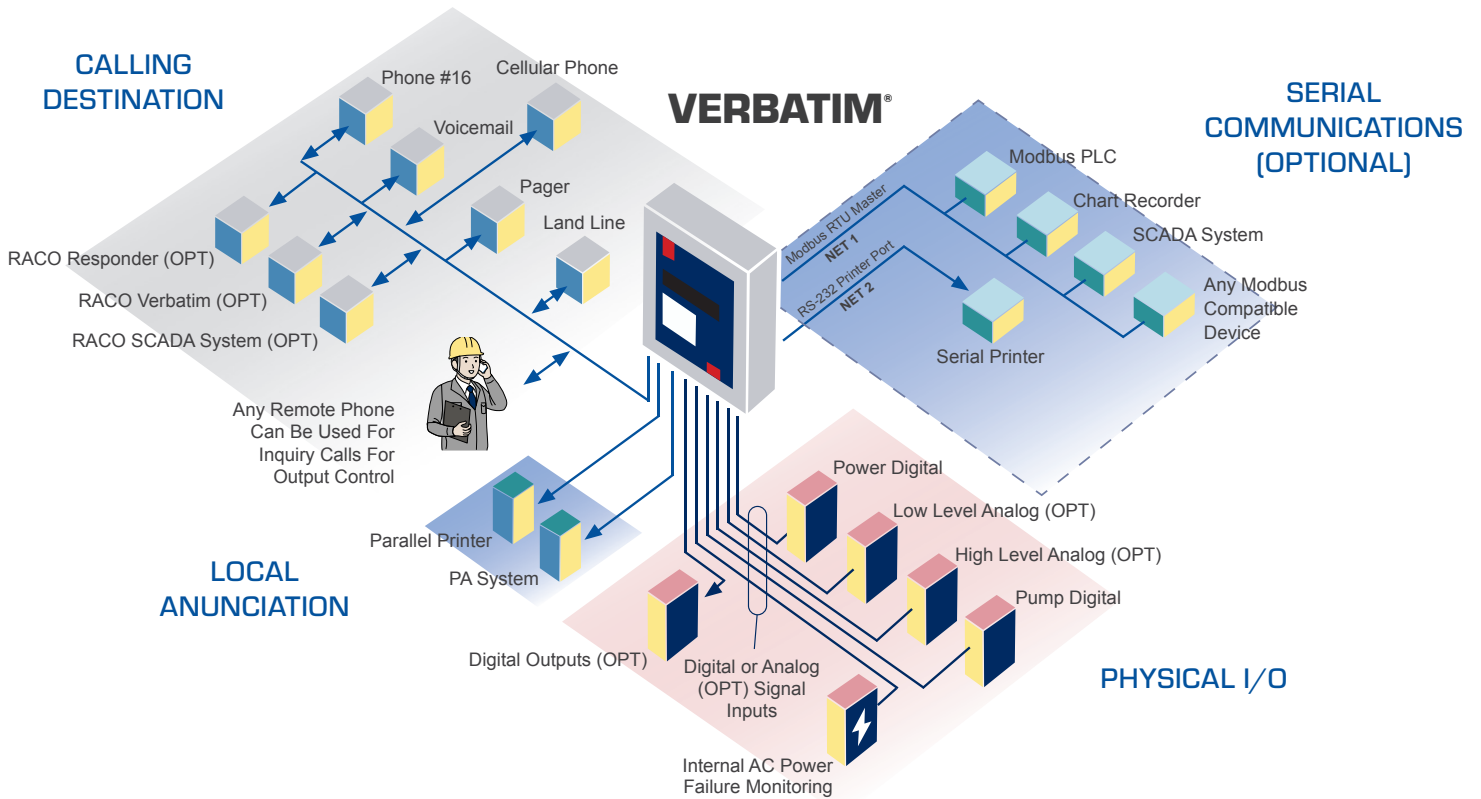 CALLING
DESTINATION
Phone #16
Cellular Phone
Voicemail
Pager
Land Line
RACO Responder (OPT)
RACO Verbatim (OPT)
RACO SCADA System (OPT)
Any Remote Phone
Can Be Used For
Inquiry Calls For
Output Control
VERBATIM®
SERIAL
COMMUNICATIONS
(OPTIONAL)
Modbus RTU Master
NET 1
RS-232 Printer Port
NET 2
Modbus PLC
Chart Recorder
SCADA System
Any Modbus
Compatible
Device
Serial Printer
Parallel Printer
PA System
LOCAL
ANUNCIATION
Power Digital
Low Level Analog (OPT)
High Level Analog (OPT)
Pump Digital
Digital Outputs (OPT)
Digital or Analog
(OPT) Signal
Inputs
Internal AC Power
Failure Monitoring
PHYSICAL I/O